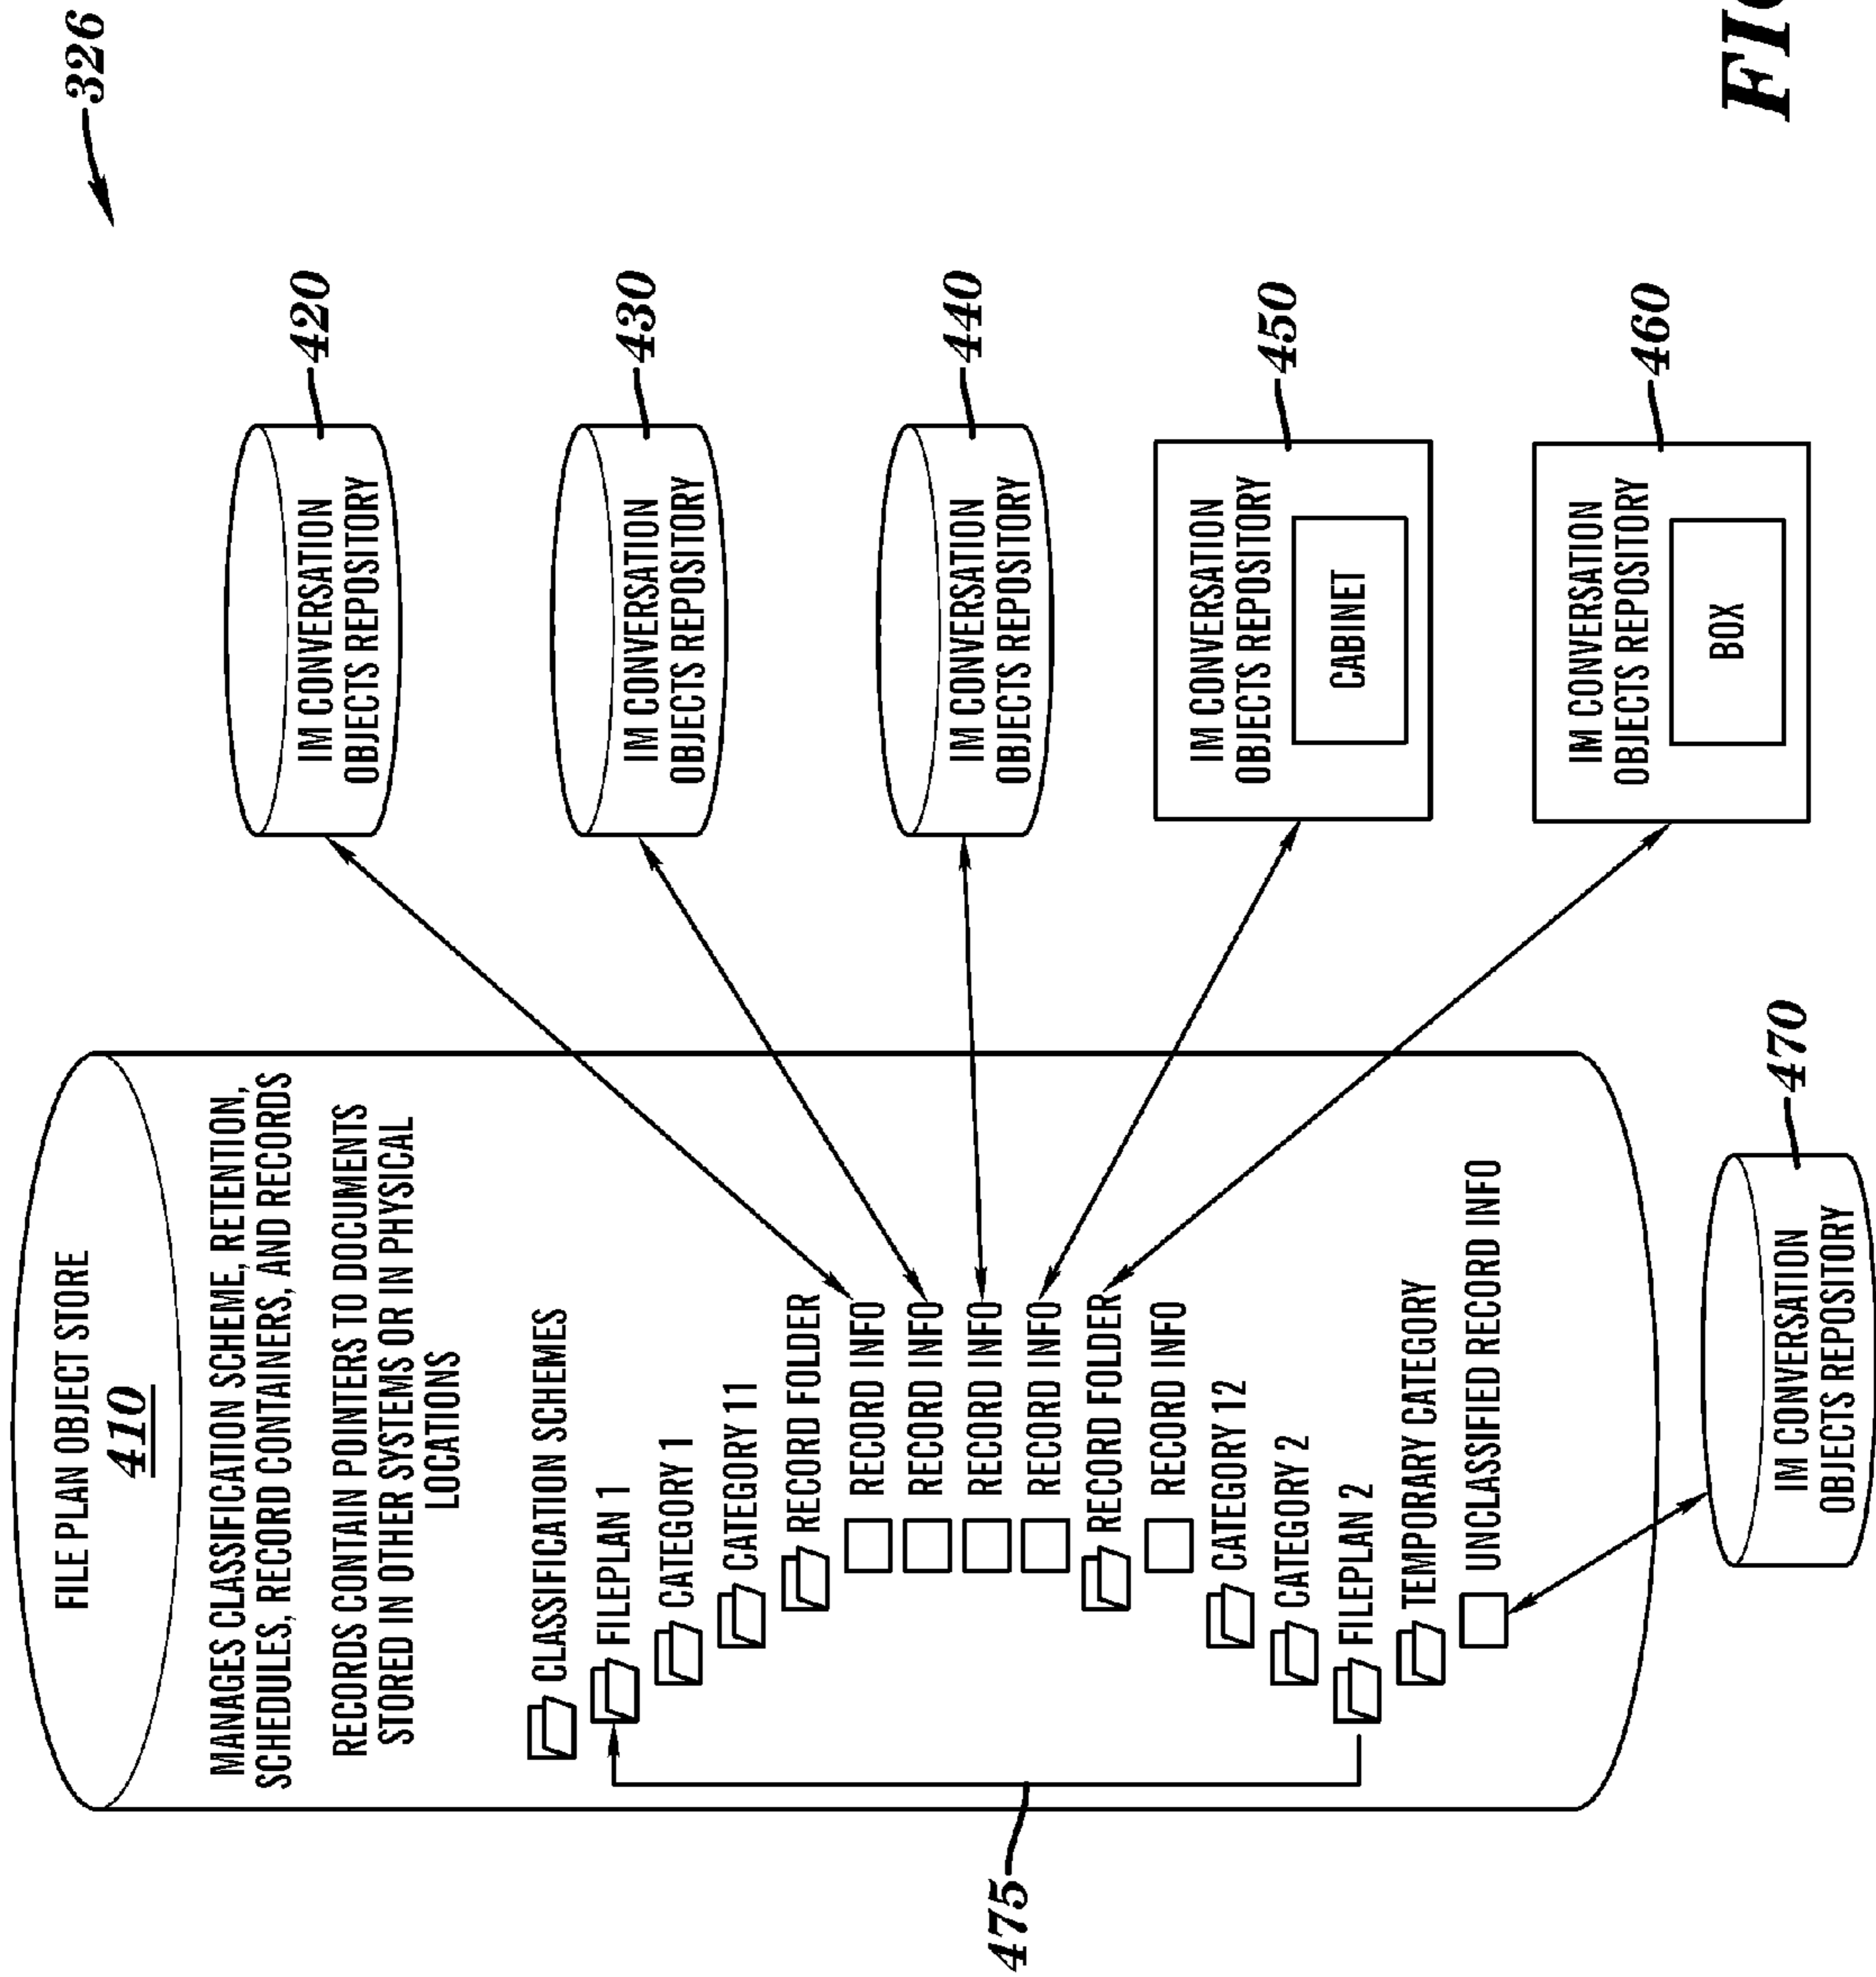 326
FILE PLAN OBJECT STORE
410
MANAGES CLASSIFICATION SCHEME, RETENTION,
SCHEDULES, RECORD CONTAINERS, AND RECORDS
RECORDS CONTAIN POINTERS TO DOCUMENTS
STORED IN OTHER SYSTEMS OR IN PHYSICAL
LOCATIONS
CLASSIFICATION SCHEMES
FILEPLAN 1
CATEGORY 1
CATEGORY 11
RECORD FOLDER
RECORD INFO
RECORD INFO
RECORD INFO
RECORD INFO
RECORD FOLDER
RECORD INFO
CATEGORY 12
CATEGORY 2
FILEPLAN 2
TEMPORARY CATEGORY
UNCLASSIFIED RECORD INFO
475
IM CONVERSATION
OBJECTS REPOSITORY
420
IM CONVERSATION
OBJECTS REPOSITORY
430
IM CONVERSATION
OBJECTS REPOSITORY
440
IM CONVERSATION
OBJECTS REPOSITORY
CABINET
450
IM CONVERSATION
OBJECTS REPOSITORY
BOX
460
IM CONVERSATION
OBJECTS REPOSITORY
470